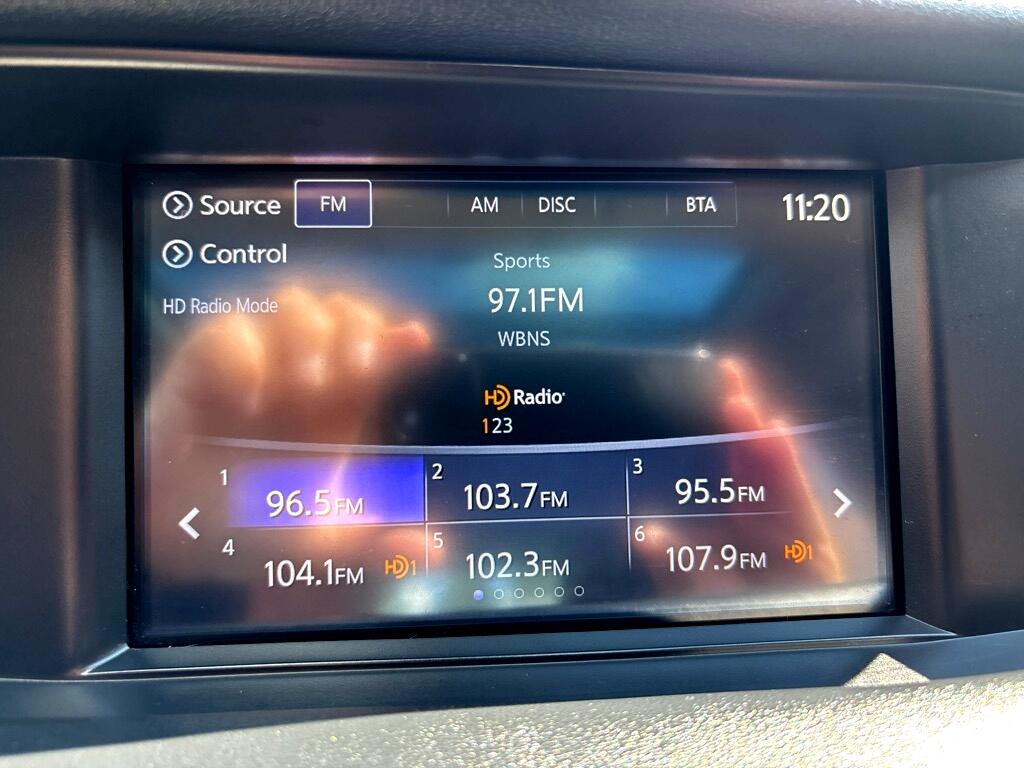 Source FM AM DISC BTA 11:20
Control
Sports
HD Radio Mode
97.1FM
WBNS
HD Radio
123
1 96.5FM 2 103.7FM 3 95.5FM
4 104.1FM HD1 5 102.3FM 6 107.9FM HD1